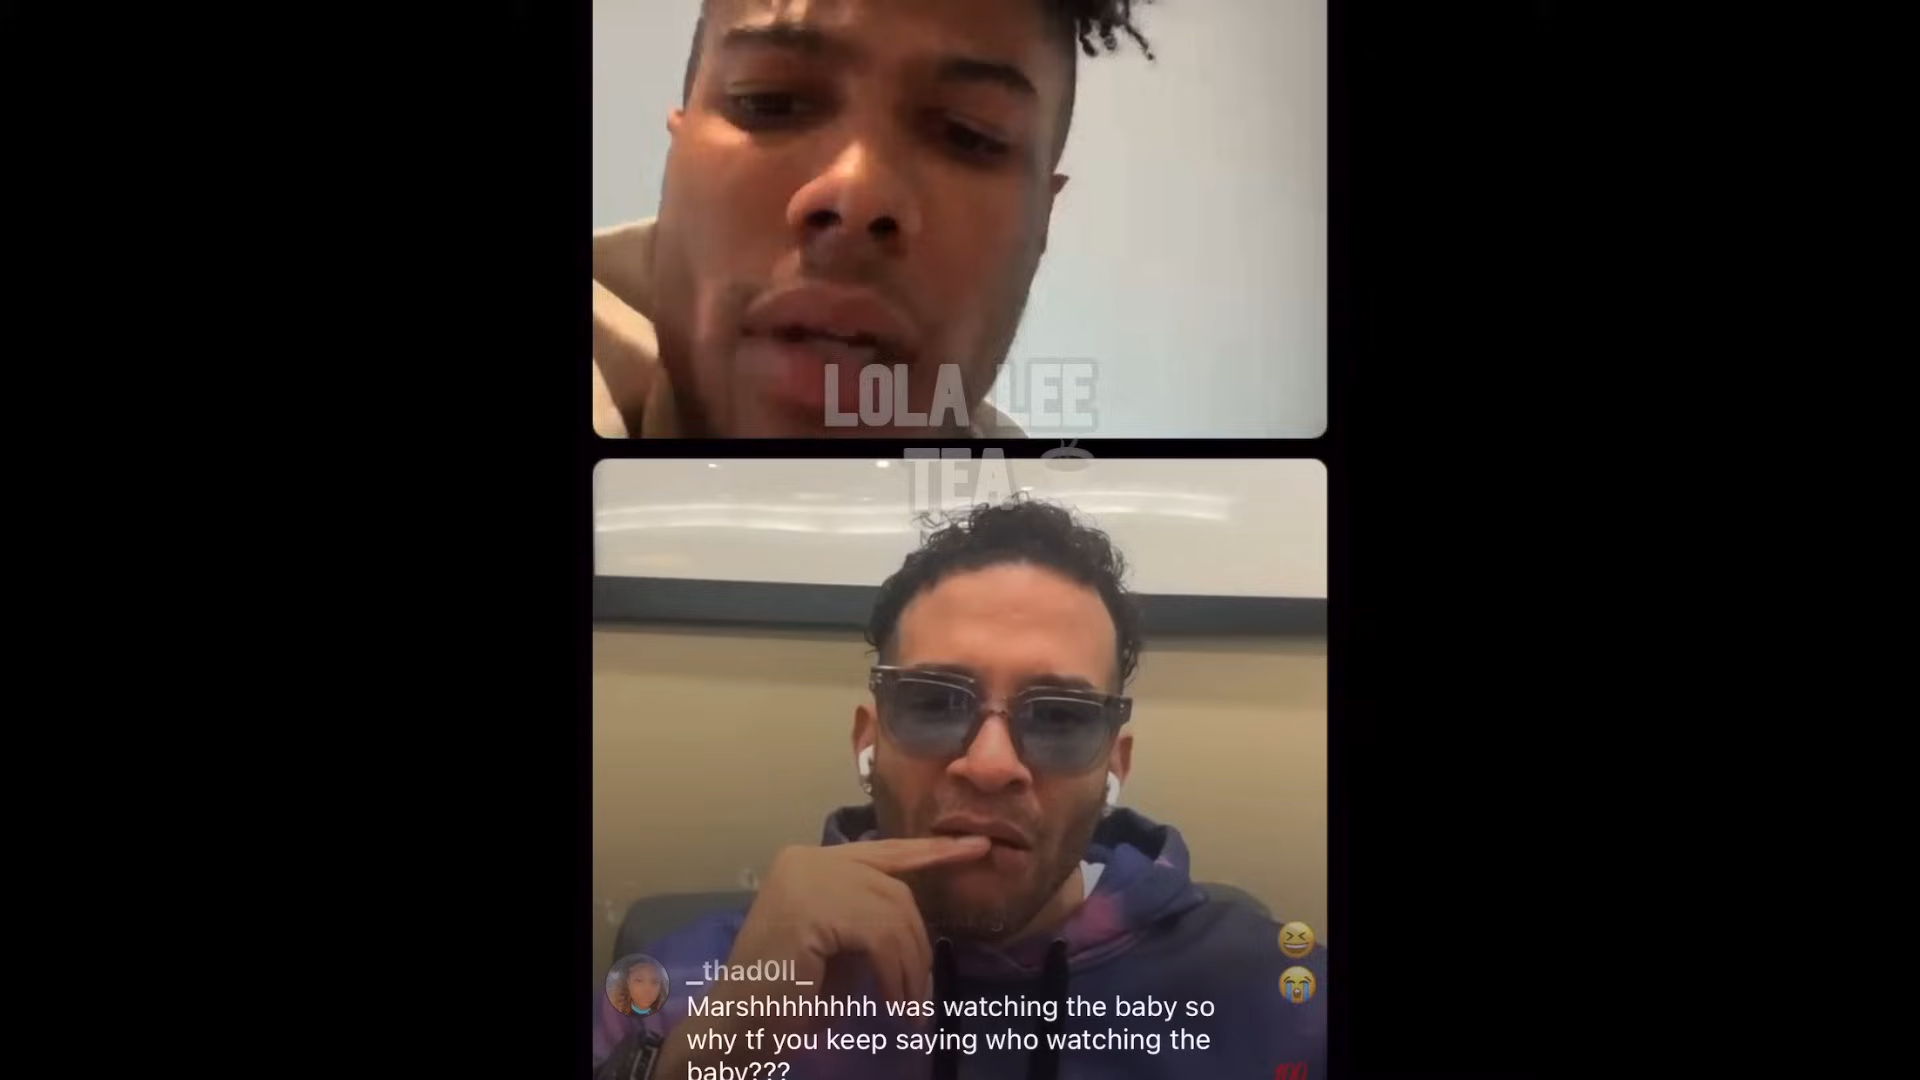 LOLA LEE
TEA
_thad0ll_
Marshhhhhhhh was watching the baby so
why tf you keep saying who watching the
baby???